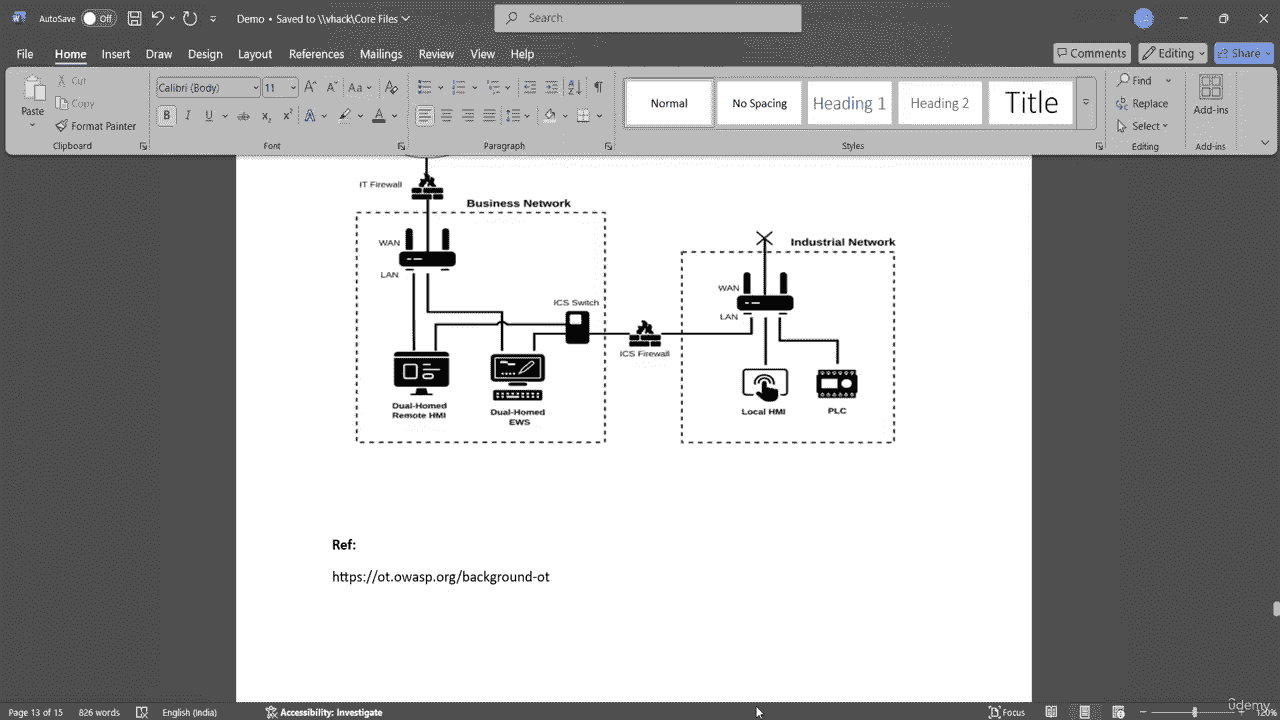 AutoSave Off Demo • Saved to \\vhack\Core Files Search
File Home Insert Draw Design Layout References Mailings Review View Help Comments Editing Share
Paste Cut Copy Format Painter Clipboard
Calibri (Body) 11 Font
Paragraph
Normal No Spacing Heading 1 Heading 2 Title Styles
Find Replace Select Editing
Add-ins Add-ins
IT Firewall
Business Network
WAN
LAN
ICS Switch
Dual-Homed
Remote HMI
Dual-Homed
EWS
ICS Firewall
Industrial Network
WAN
LAN
Local HMI
PLC
Ref:
https://ot.owasp.org/background-ot
Page 13 of 15 826 words English (India) Accessibility: Investigate Focus